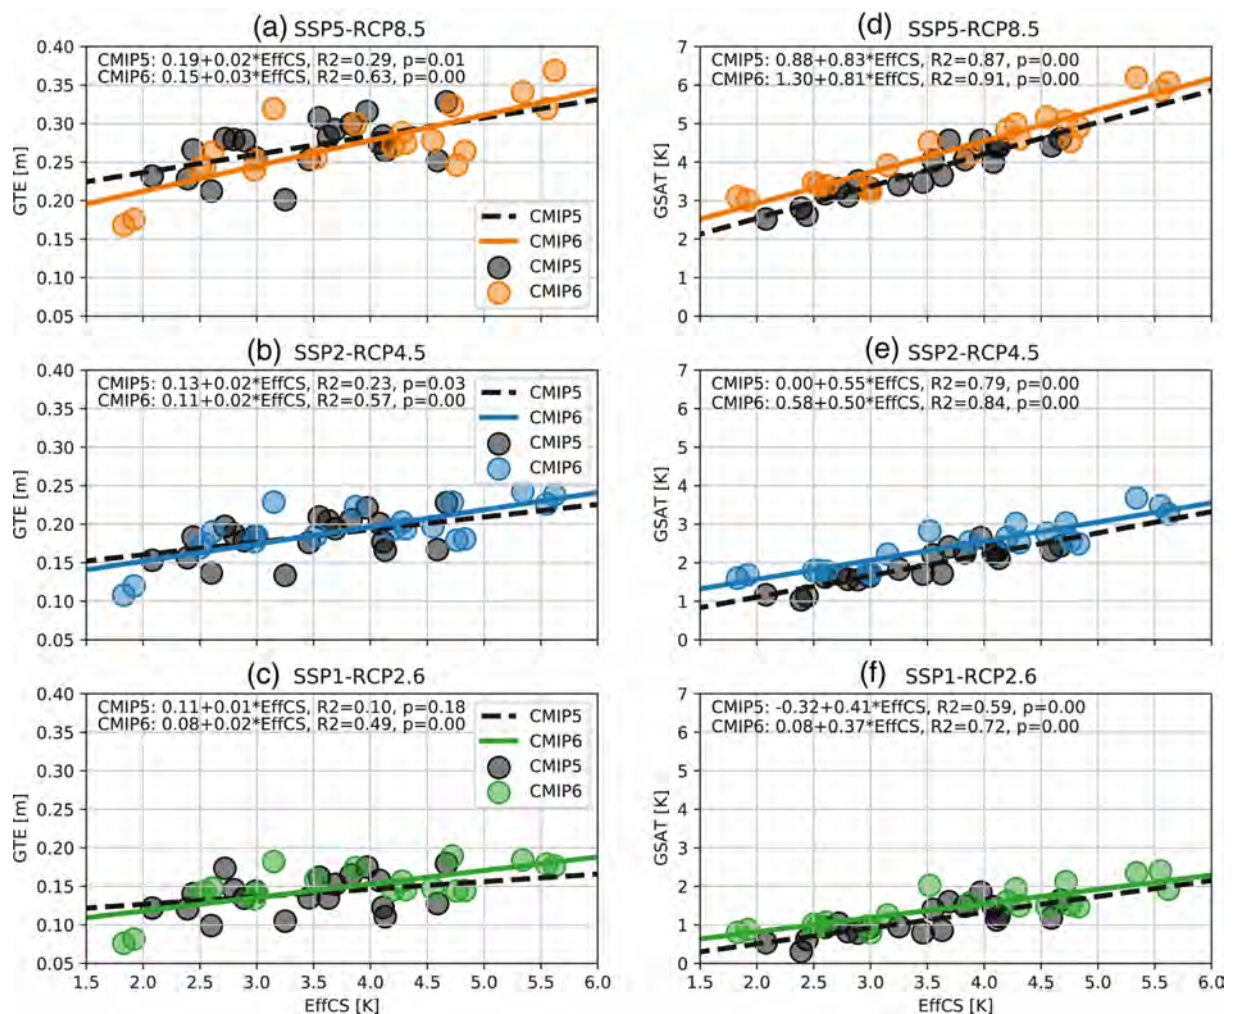 (a) SSP5-RCP8.5
CMIP5: 0.19+0.02*EffCS, R2=0.29, p=0.01
CMIP6: 0.15+0.03*EffCS, R2=0.63, p=0.00
GTE [m]
0.40
0.35
0.30
0.25
0.20
0.15
0.10
0.05
CMIP5
CMIP6
CMIP5
CMIP6
(d) SSP5-RCP8.5
CMIP5: 0.88+0.83*EffCS, R2=0.87, p=0.00
CMIP6: 1.30+0.81*EffCS, R2=0.91, p=0.00
GSAT [K]
7
6
5
4
3
2
1
0
(b) SSP2-RCP4.5
CMIP5: 0.13+0.02*EffCS, R2=0.23, p=0.03
CMIP6: 0.11+0.02*EffCS, R2=0.57, p=0.00
GTE [m]
0.40
0.35
0.30
0.25
0.20
0.15
0.10
0.05
CMIP5
CMIP6
CMIP5
CMIP6
(e) SSP2-RCP4.5
CMIP5: 0.00+0.55*EffCS, R2=0.79, p=0.00
CMIP6: 0.58+0.50*EffCS, R2=0.84, p=0.00
GSAT [K]
7
6
5
4
3
2
1
0
(c) SSP1-RCP2.6
CMIP5: 0.11+0.01*EffCS, R2=0.10, p=0.18
CMIP6: 0.08+0.02*EffCS, R2=0.49, p=0.00
GTE [m]
0.40
0.35
0.30
0.25
0.20
0.15
0.10
0.05
CMIP5
CMIP6
CMIP5
CMIP6
1.5 2.0 2.5 3.0 3.5 4.0 4.5 5.0 5.5 6.0
EffCS [K]
(f) SSP1-RCP2.6
CMIP5: -0.32+0.41*EffCS, R2=0.59, p=0.00
CMIP6: 0.08+0.37*EffCS, R2=0.72, p=0.00
GSAT [K]
7
6
5
4
3
2
1
0
1.5 2.0 2.5 3.0 3.5 4.0 4.5 5.0 5.5 6.0
EffCS [K]